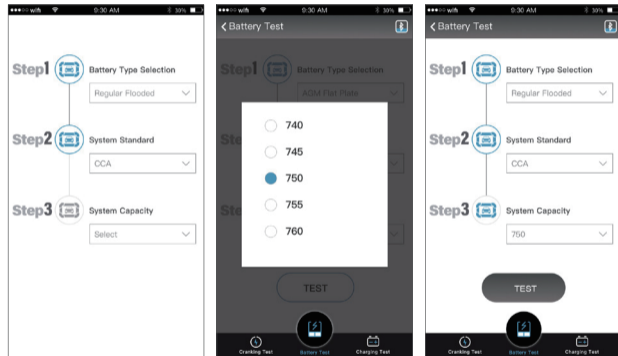 wifi 9:30 AM 30%
Step1 Battery Type Selection
Regular Flooded
Step2 System Standard
CCA
Step3 System Capacity
Select
wifi 9:30 AM 30%
Battery Test
Step1 Battery Type Selection
AGM Flat Plate
740
Ste
745
750
755
Ste
760
TEST
Cranking Test Battery Test Charging Test
wifi 9:30 AM 30%
Battery Test
Step1 Battery Type Selection
Regular Flooded
Step2 System Standard
CCA
Step3 System Capacity
750
TEST
Cranking Test Battery Test Charging Test